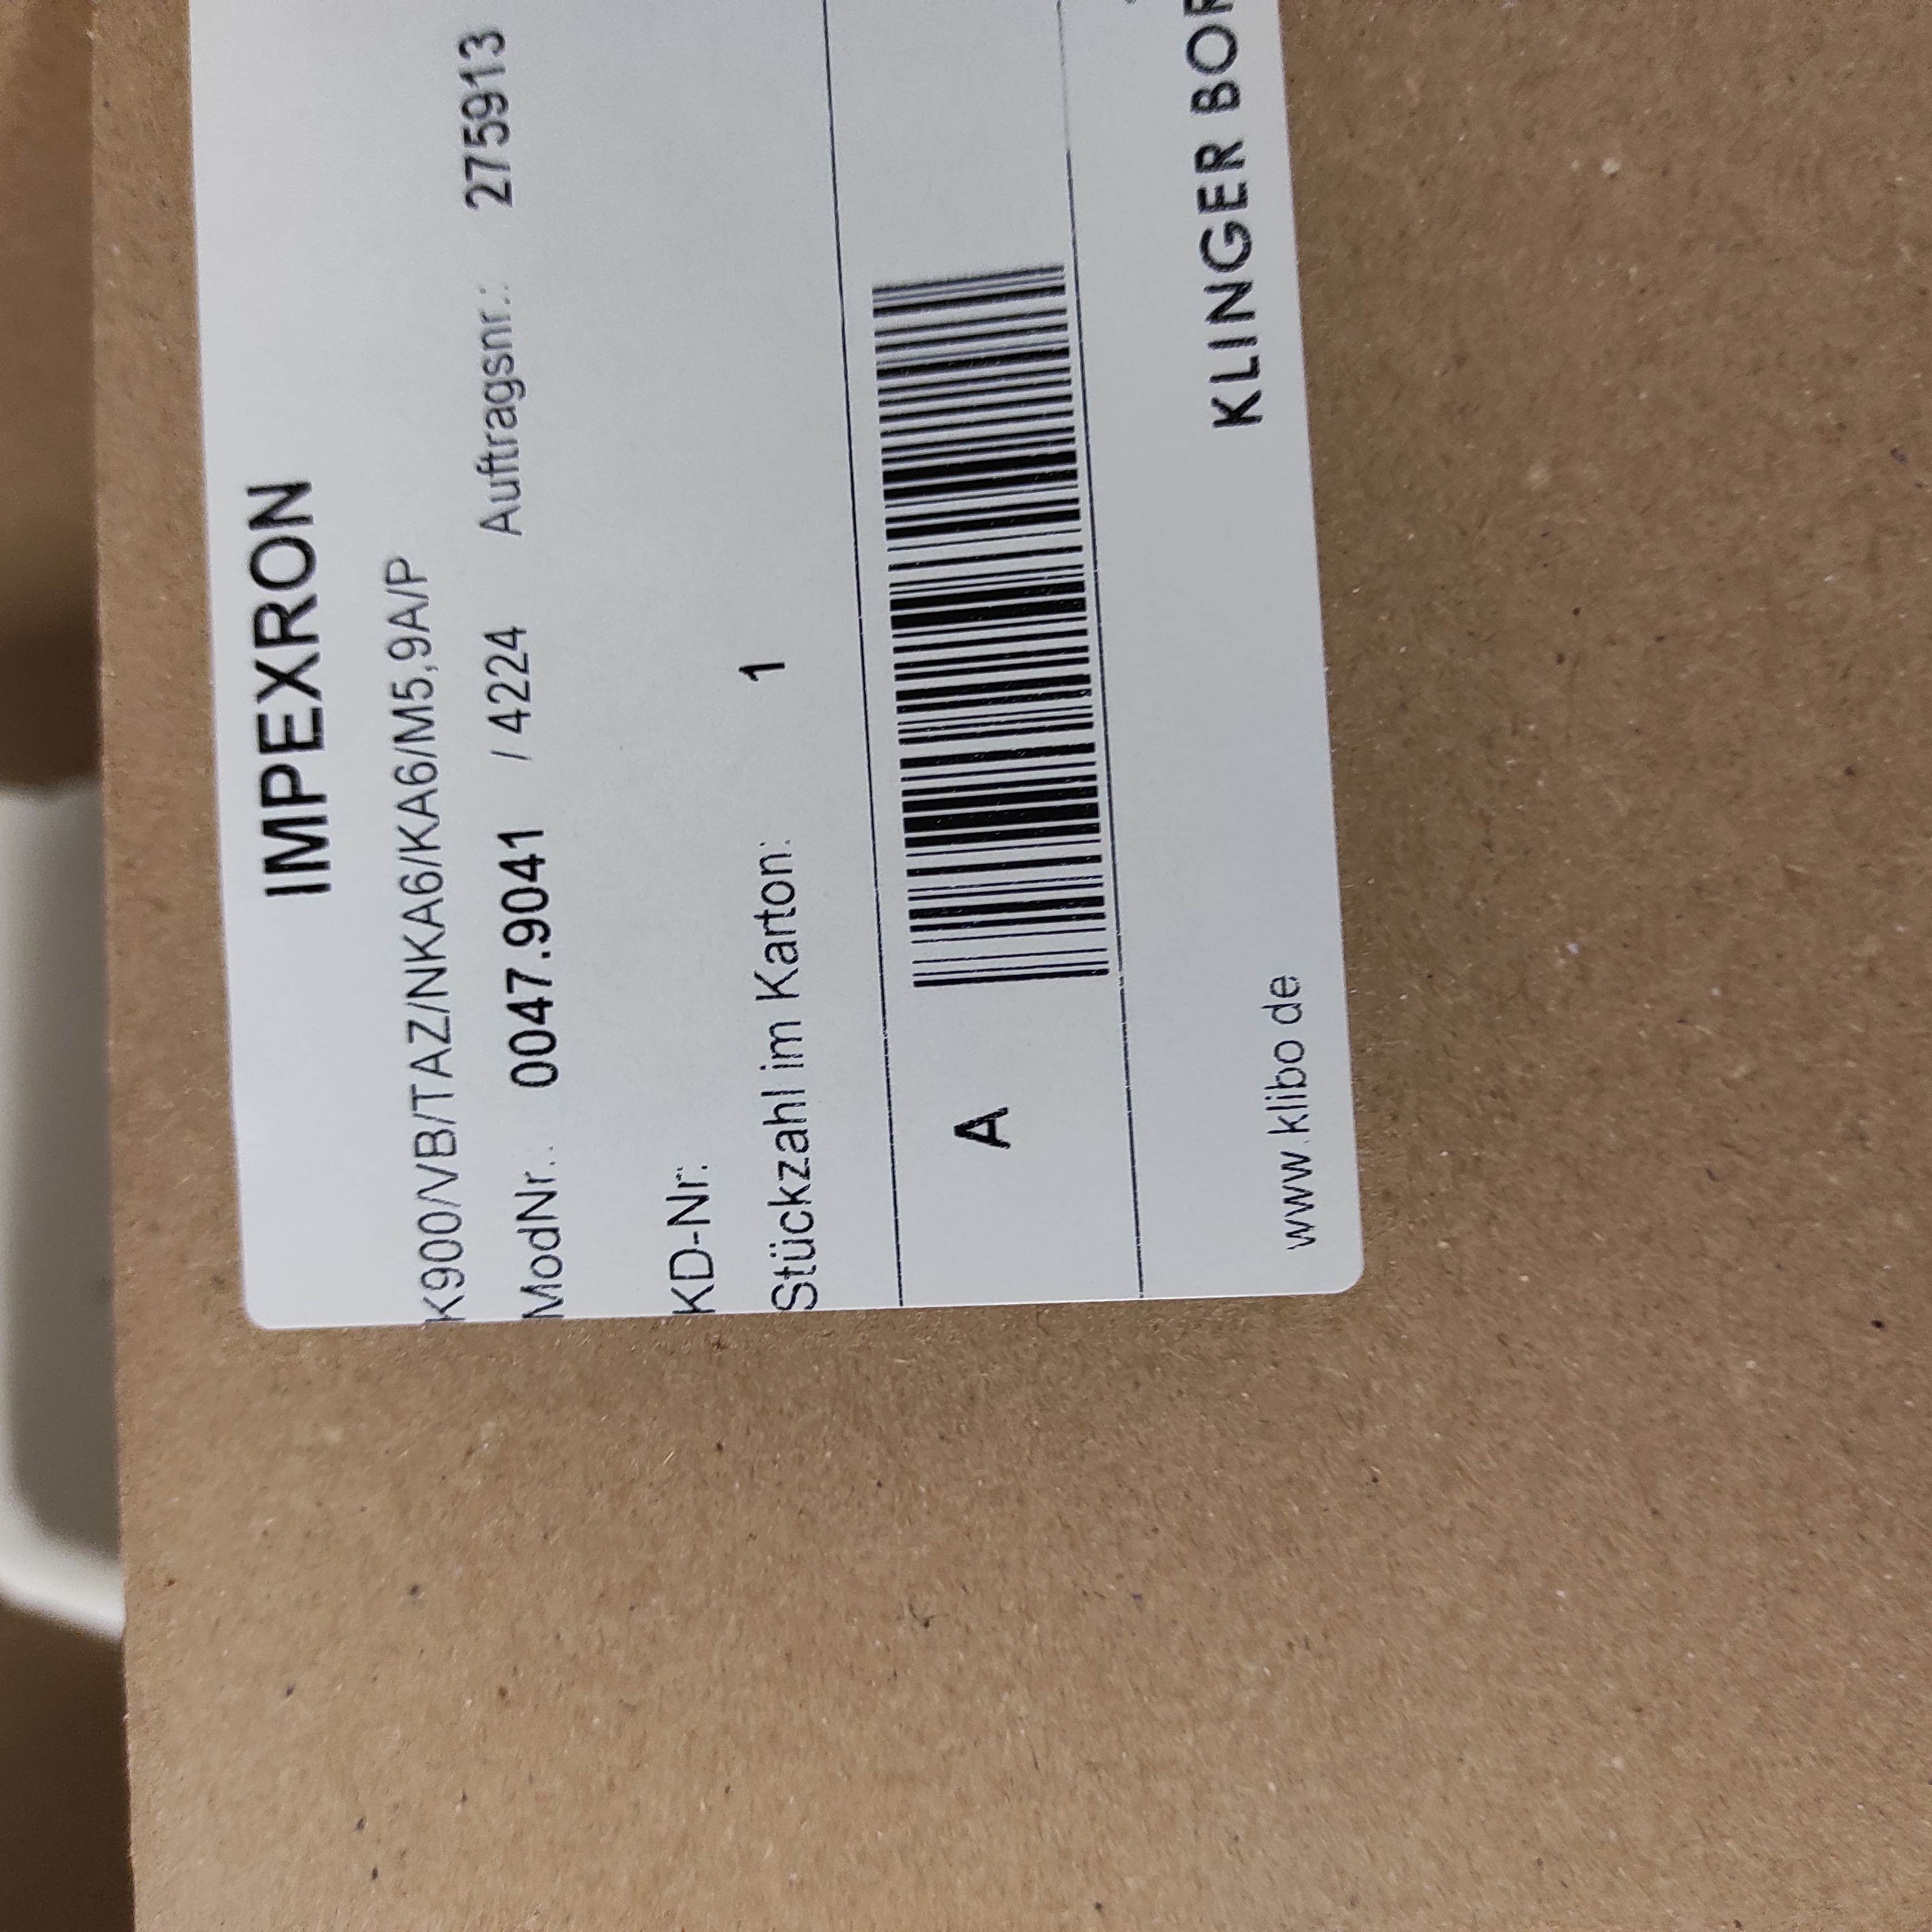 IMPEXRON
K900/VB/TAZ/NKA6/KA6/M5,9A/P
ModNr.: 0047.9041 / 4224 Auftragsnr.: 275913
KD-Nr:
Stückzahl im Karton: 1
A
www.klibo.de KLINGER BOR